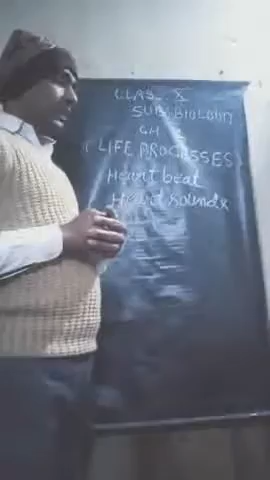 CLASS X
SUB: BIOLOGY
CH
(LIFE PROCESSES)
Heart beat
Heart Sounds